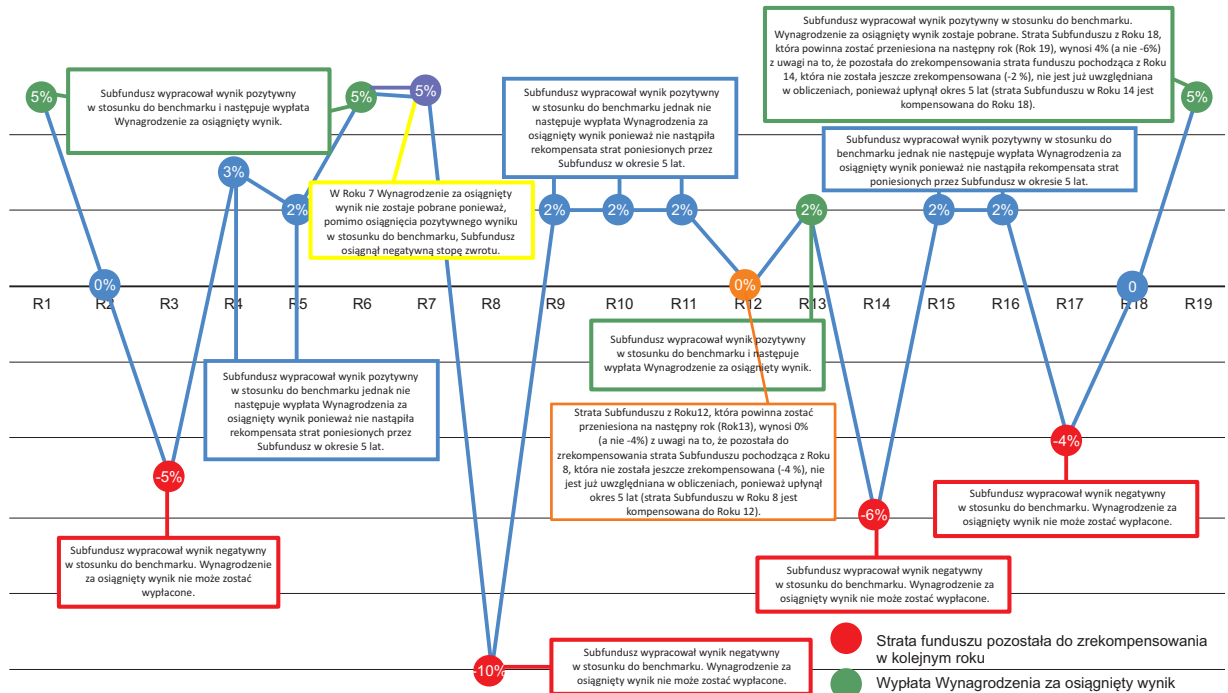 Subfundusz wypracował wynik pozytywny w stosunku do benchmark.
Wynagrodzenie za osiągnięty wynik zostaje pobrane. Strata Subfunduszu z Roku 18,
która powinna zostać przeniesiona na następny rok (Rok 19), wynosi 4% (a nie -6%)
z uwagi na to, że pozostała do zrekompensowania strata funduszu pochodząca z Roku
14, która nie została jeszcze zrekompensowana (-2 %), nie jest już uwzględniana
w obliczeniach, ponieważ upłynął okres 5 lat (strata Subfunduszu w Roku 14 jest
kompensowana do Roku 18).
Subfundusz wypracował wynik pozytywny
w stosunku do benchmark i następuje wypłata
Wynagrodzenie za osiągnięty wynik.
Subfundusz wypracował wynik pozytywny
w stosunku do benchmark jednak nie
następuje wypłata Wynagrodzenia za
osiągnięty wynik ponieważ nie nastąpiła
rekompensata strat poniesionych przez
Subfundusz w okresie 5 lat.
Subfundusz wypracował wynik pozytywny w stosunku do
benchmark jednak nie następuje wypłata Wynagrodzenia za
osiągnięty wynik ponieważ nie nastąpiła rekompensata strat
poniesionych przez Subfundusz w okresie 5 lat.
W Roku 7 Wynagrodzenie za osiągnięty
wynik nie zostaje pobrane ponieważ,
pomimo osiągnięcia pozytywnego wyniku
w stosunku do benchmark, Subfundusz
osiągnął negatywną stopę zwrotu.
5% 0% -5% 3% 2% 5% 5% -10% 2% 2% 2% 0% 2% -6% 2% 2% -4% 0 5%
R1 R2 R3 R4 R5 R6 R7 R8 R9 R10 R11 R12 R13 R14 R15 R16 R17 R18 R19
Subfundusz wypracował wynik pozytywny
w stosunku do benchmark i następuje
wypłata Wynagrodzenie za osiągnięty wynik.
Subfundusz wypracował wynik pozytywny
w stosunku do benchmark jednak nie
następuje wypłata Wynagrodzenia za
osiągnięty wynik ponieważ nie nastąpiła
rekompensata strat poniesionych przez
Subfundusz w okresie 5 lat.
Strata Subfunduszu z Roku12, która powinna zostać
przeniesiona na następny rok (Rok13), wynosi 0%
(a nie -4%) z uwagi na to, że pozostała do
zrekompensowania strata Subfunduszu pochodząca z Roku
8, która nie została jeszcze zrekompensowana (-4 %), nie
jest już uwzględniana w obliczeniach, ponieważ upłynął
okres 5 lat (strata Subfunduszu w Roku 8 jest
kompensowana do Roku 12).
Subfundusz wypracował wynik negatywny
w stosunku do benchmark. Wynagrodzenie za
osiągnięty wynik nie może zostać wypłacone.
Subfundusz wypracował wynik negatywny
w stosunku do benchmark. Wynagrodzenie
za osiągnięty wynik nie może zostać
wypłacone.
Subfundusz wypracował wynik negatywny
w stosunku do benchmark. Wynagrodzenie za
osiągnięty wynik nie może zostać wypłacone.
Subfundusz wypracował wynik negatywny
w stosunku do benchmark. Wynagrodzenie za
osiągnięty wynik nie może zostać wypłacone.
Strata funduszu pozostała do zrekompensowania
w kolejnym roku
Wypłata Wynagrodzenia za osiągnięty wynik